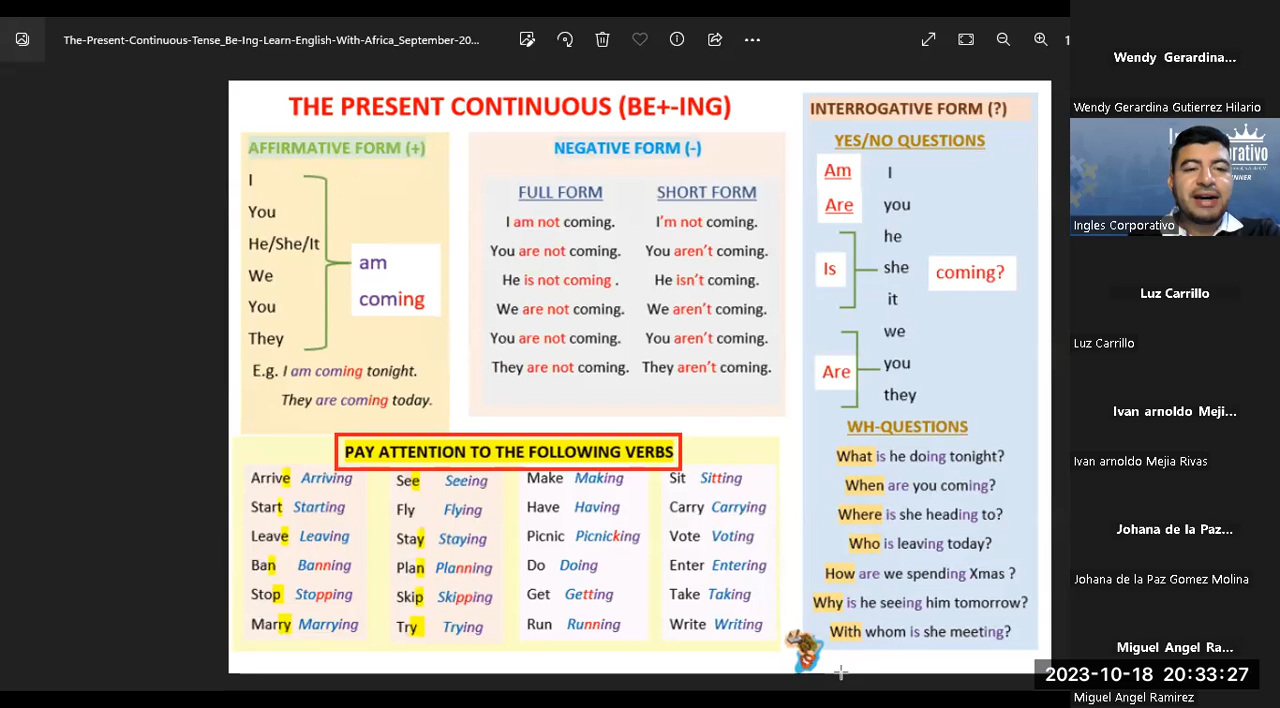 The-Present-Continuous-Tense_Be-Ing-Learn-English-With-Africa_September-20...
THE PRESENT CONTINUOUS (BE+-ING)
AFFIRMATIVE FORM (+)
I
You
He/She/It
We
You
They
am
coming
E.g. I am coming tonight.
They are coming today.
NEGATIVE FORM (-)
FULL FORM SHORT FORM
I am not coming. I'm not coming.
You are not coming. You aren't coming.
He is not coming . He isn't coming.
We are not coming. We aren't coming.
You are not coming. You aren't coming.
They are not coming. They aren't coming.
INTERROGATIVE FORM (?)
YES/NO QUESTIONS
Am I
Are you
he
Is she coming?
it
we
Are you
they
WH-QUESTIONS
What is he doing tonight?
When are you coming?
Where is she heading to?
Who is leaving today?
How are we spending Xmas ?
Why is he seeing him tomorrow?
With whom is she meeting?
PAY ATTENTION TO THE FOLLOWING VERBS
Arrive Arriving See Seeing Make Making Sit Sitting
Start Starting Fly Flying Have Having Carry Carrying
Leave Leaving Stay Staying Picnic Picnicking Vote Voting
Ban Banning Plan Planning Do Doing Enter Entering
Stop Stopping Skip Skipping Get Getting Take Taking
Marry Marrying Try Trying Run Running Write Writing
Wendy Gerardina...
Wendy Gerardina Gutierrez Hilario
Ingles Corporativo
Luz Carrillo
Luz Carrillo
Ivan arnoldo Meji...
Ivan arnoldo Mejia Rivas
Johana de la Paz...
Johana de la Paz Gomez Molina
Miguel Angel Ra...
2023-10-18 20:33:27
Miguel Angel Ramirez